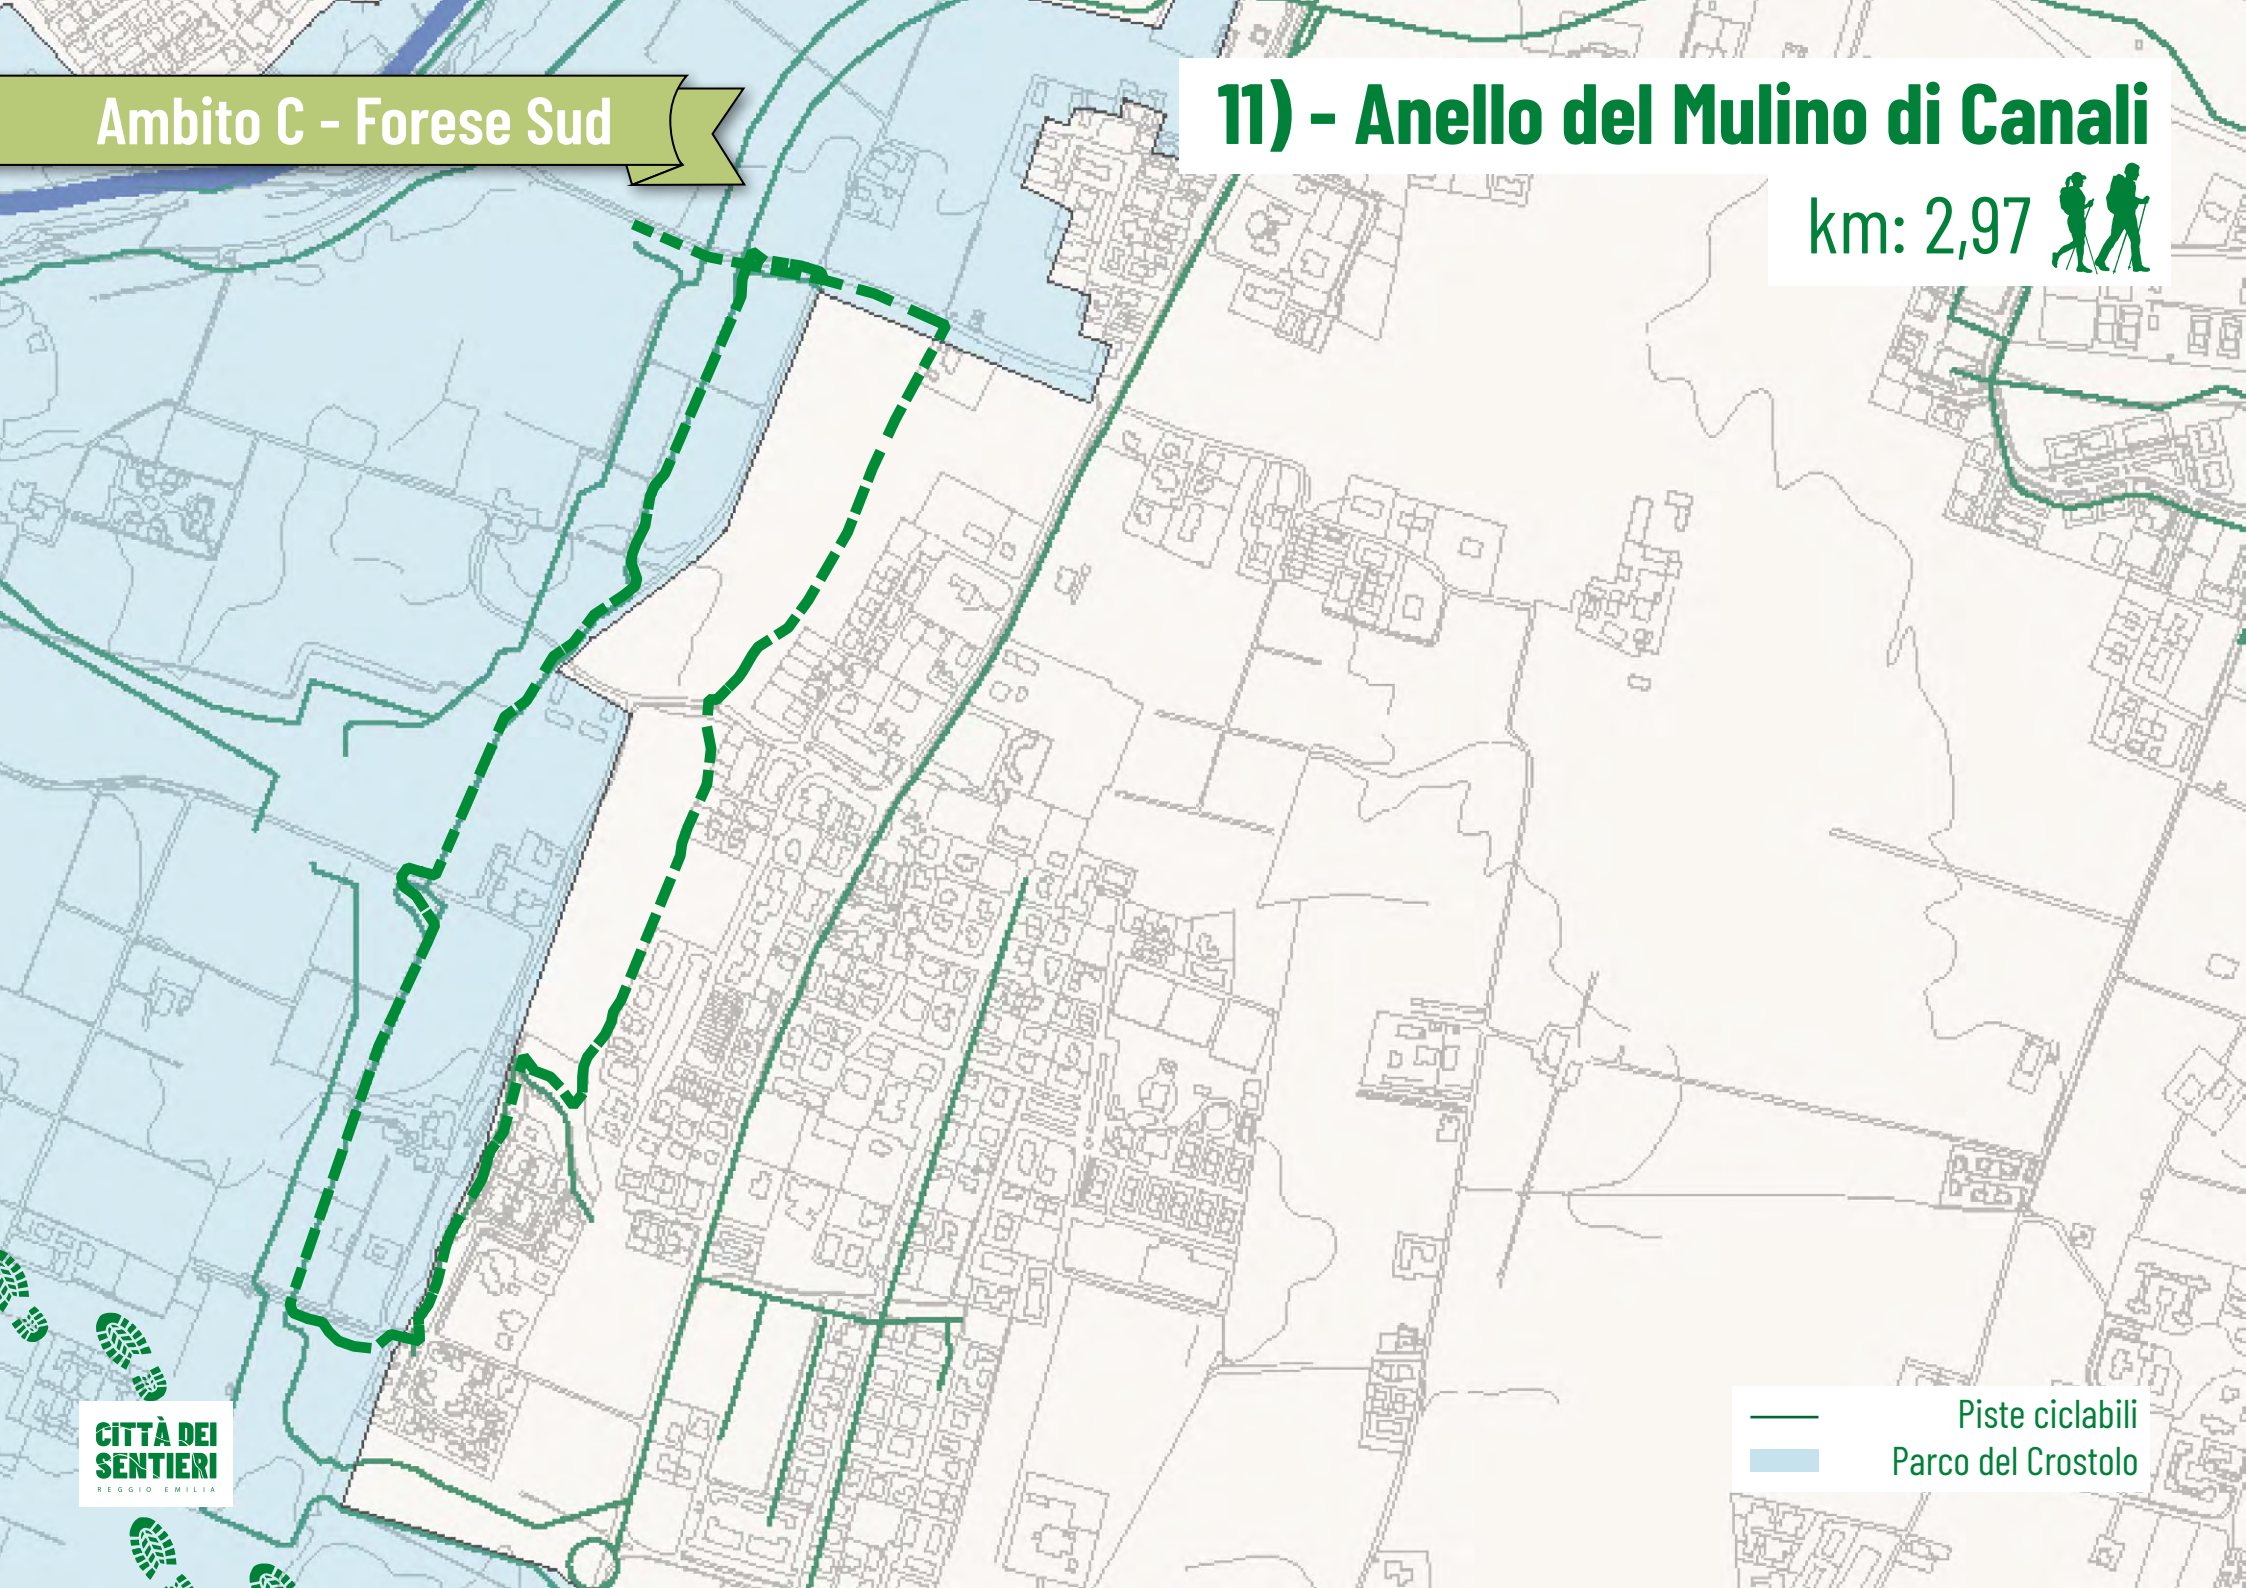 Ambito C - Forese Sud
11) - Anello del Mulino di Canali
km: 2,97
Piste ciclabili
Parco del Crostolo
CITTÀ DEI
SENTIERI
REGGIO EMILIA